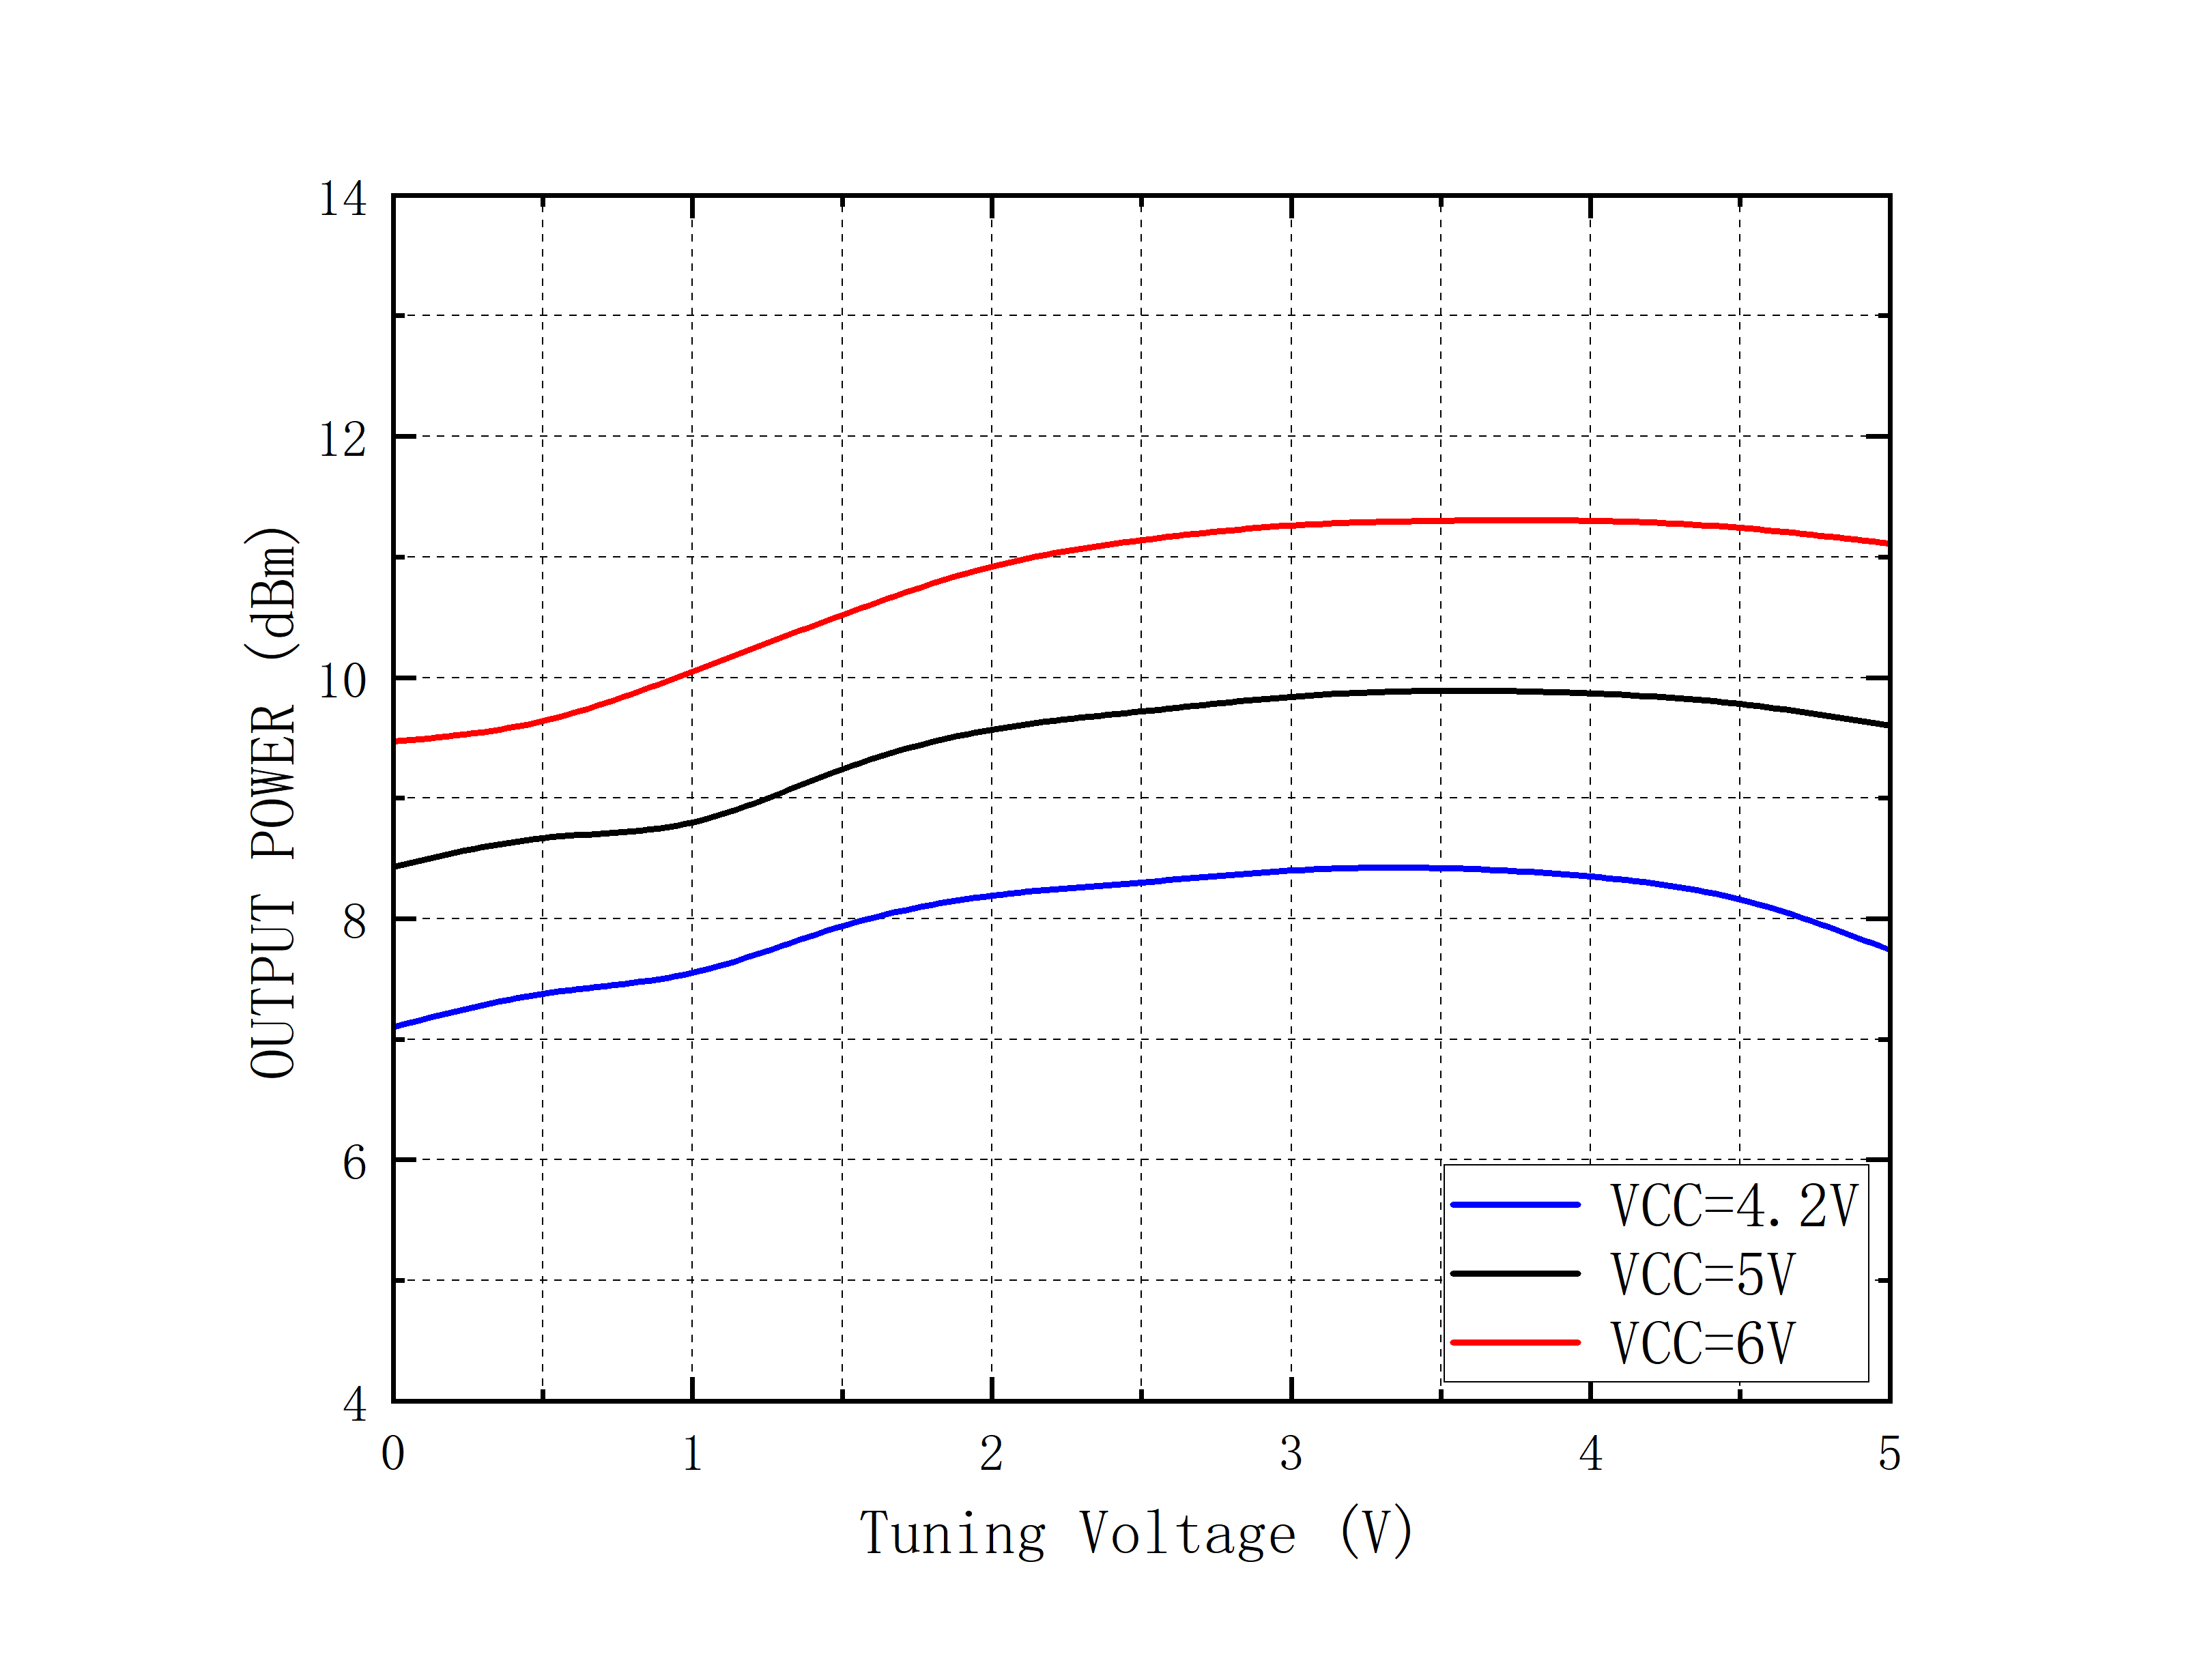 14
12
10
8
6
4
OUTPUT POWER (dBm)
0 1 2 3 4 5
Tuning Voltage (V)
VCC=4.2V
VCC=5V
VCC=6V